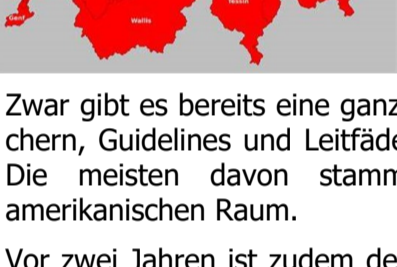 Genf
Wallis
Tessin
Zwar gibt es bereits eine ganz
chern, Guidelines und Leitfäde
Die meisten davon stamm
amerikanischen Raum.
Vor zwei Jahren ist zudem de